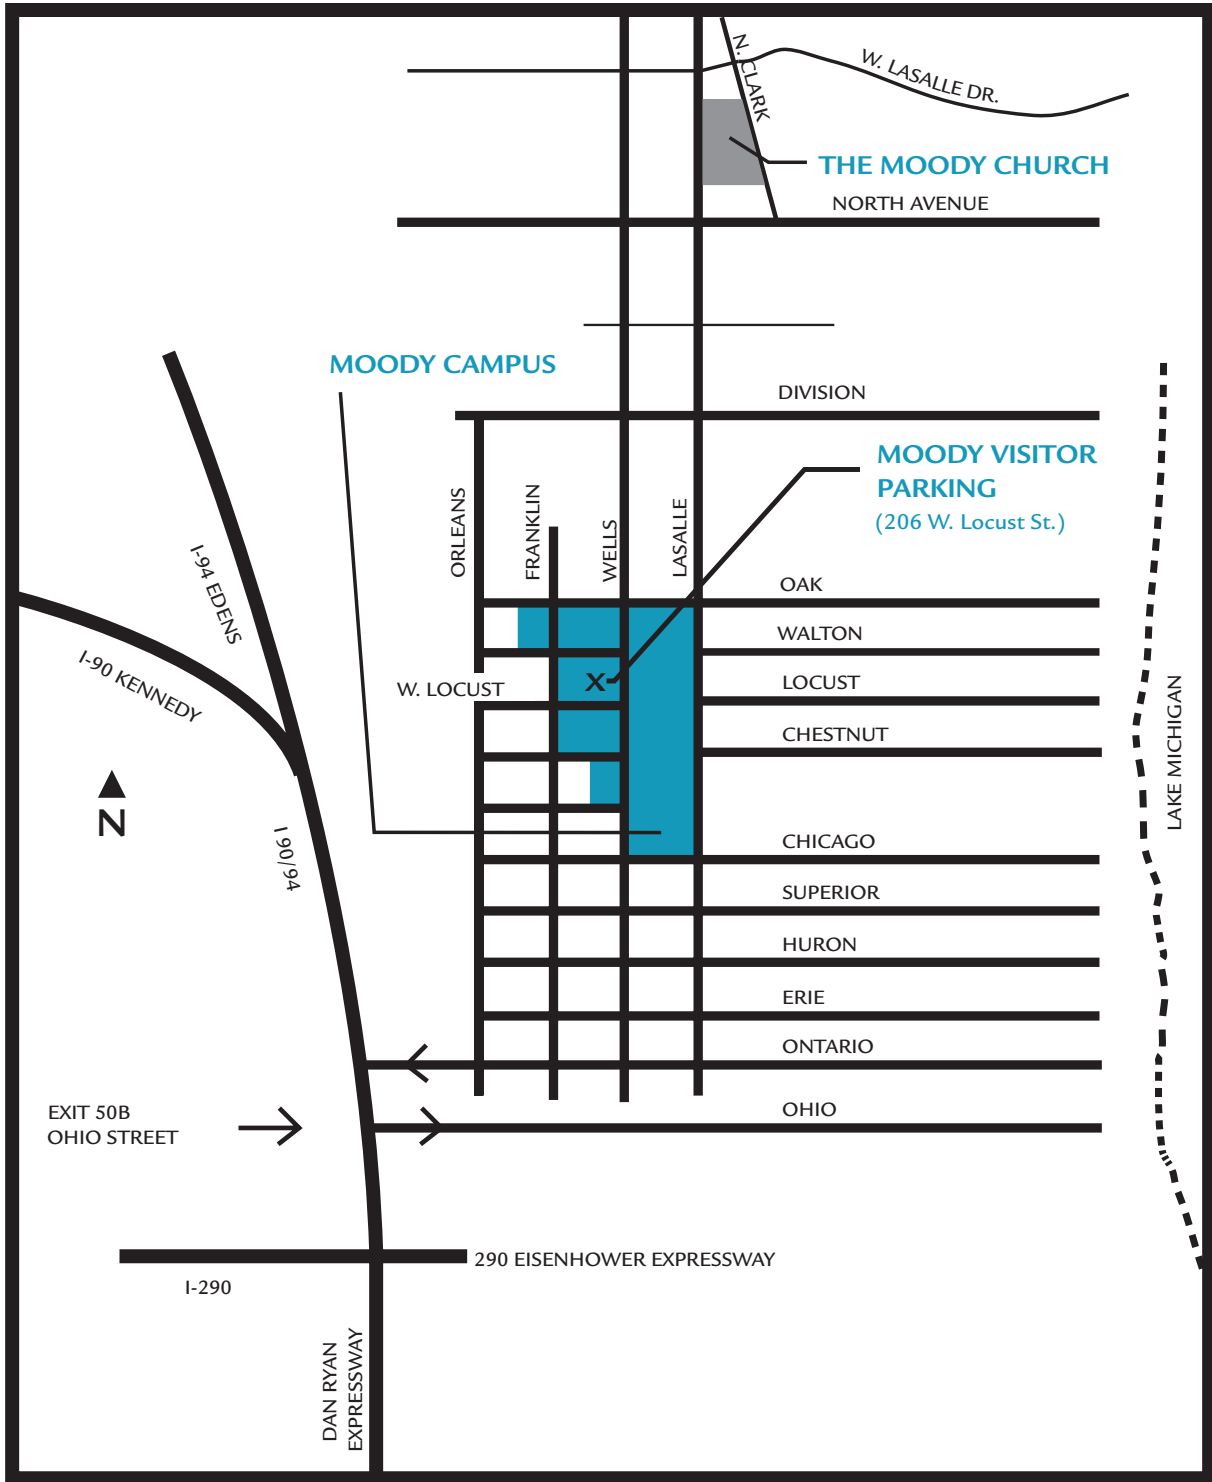 N. CLARK
W. LASALLE DR.
THE MOODY CHURCH
NORTH AVENUE
MOODY CAMPUS
DIVISION
MOODY VISITOR
PARKING
(206 W. Locust St.)
ORLEANS
FRANKLIN
WELLS
LASALLE
I-94 EDENS
OAK
WALTON
I-90 KENNEDY
W. LOCUST
X
LOCUST
CHESTNUT
LAKE MICHIGAN
N
I 90/94
CHICAGO
SUPERIOR
HURON
ERIE
ONTARIO
EXIT 50B
OHIO STREET
OHIO
290 EISENHOWER EXPRESSWAY
I-290
DAN RYAN
EXPRESSWAY